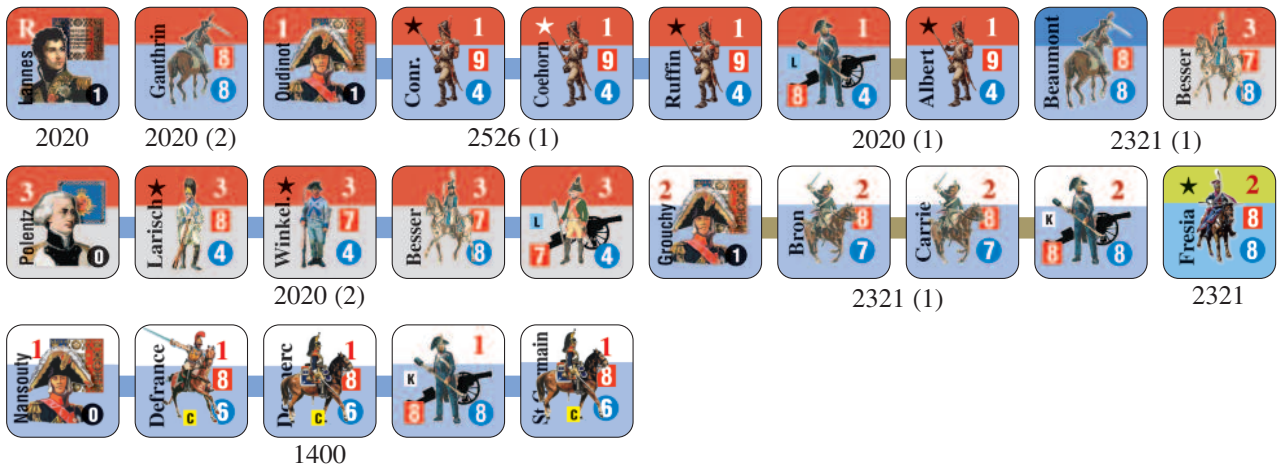 R 1 ★ 1 ★ 1 ★ 1 1 ★ 1 3
Lannes Gauthrin Oudinot Conr. Coehorn Ruffin L Albert Beaumont Besser
8 9 9 9 8 9 8 7
1 8 1 4 4 4 4 4 8 8
2020 2020 (2) 2526 (1) 2020 (1) 2321 (1)
3 ★ 3 ★ 3 3 3 2 2 2 2 ★ 2
Polentz Larisch Winkel. Besser L Grouchy Bron Carrie K Fresia
8 7 7 7 8 8 8 8
0 4 4 8 4 1 7 7 8 8
2020 (2) 2321 (1) 2321
1 1 1 1 1
Nansouty Defrance K St. Germain
8 8 8 8
0 C 6 C. 6 8 C. 6
1400